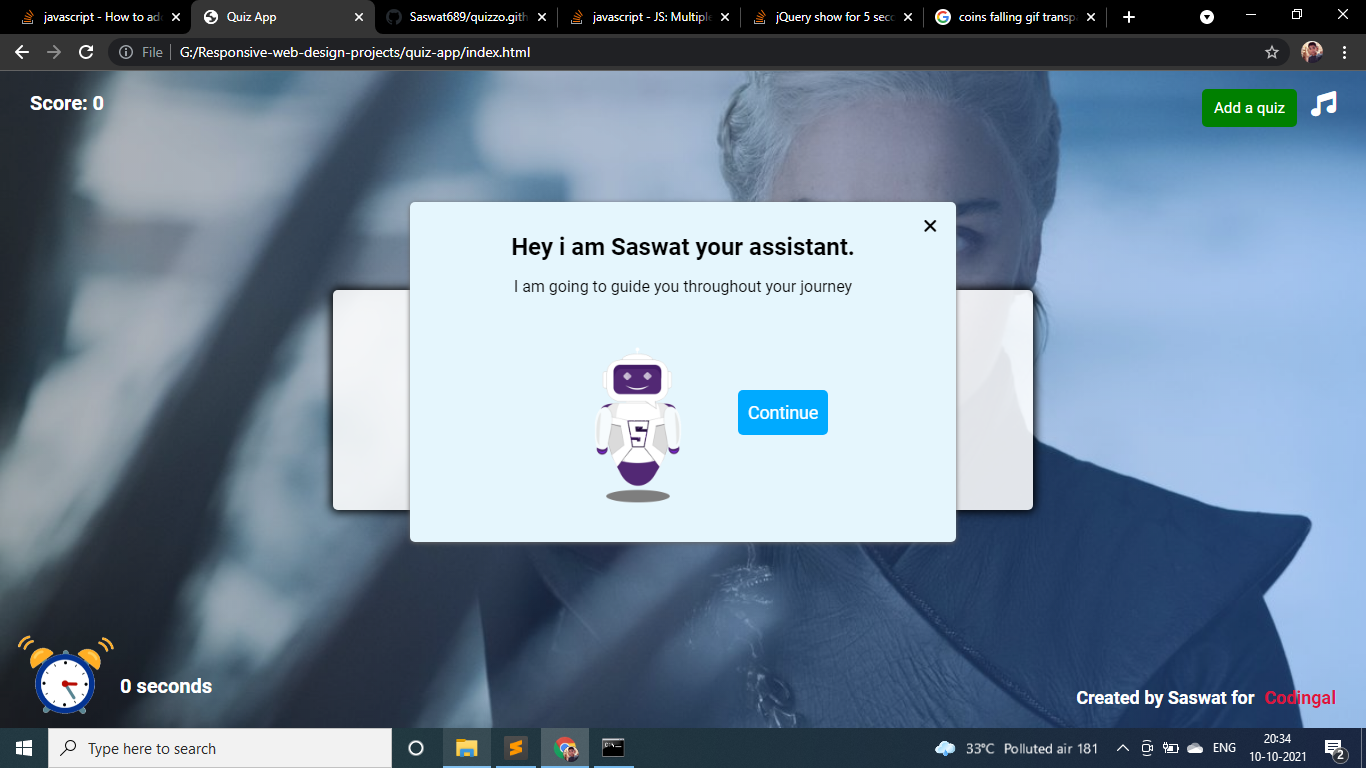 javascript - How to ad
Quiz App
Saswat689/quizzo.gith
javascript - JS: Multiple
jQuery show for 5 seco
coins falling gif transp
File
G:/Responsive-web-design-projects/quiz-app/index.html
Score: 0
Add a quiz
Hey i am Saswat your assistant.
I am going to guide you throughout your journey
S
Continue
0 seconds
Created by Saswat for Codingal
Type here to search
33°C Polluted air 181
ENG
20:34
10-10-2021
2